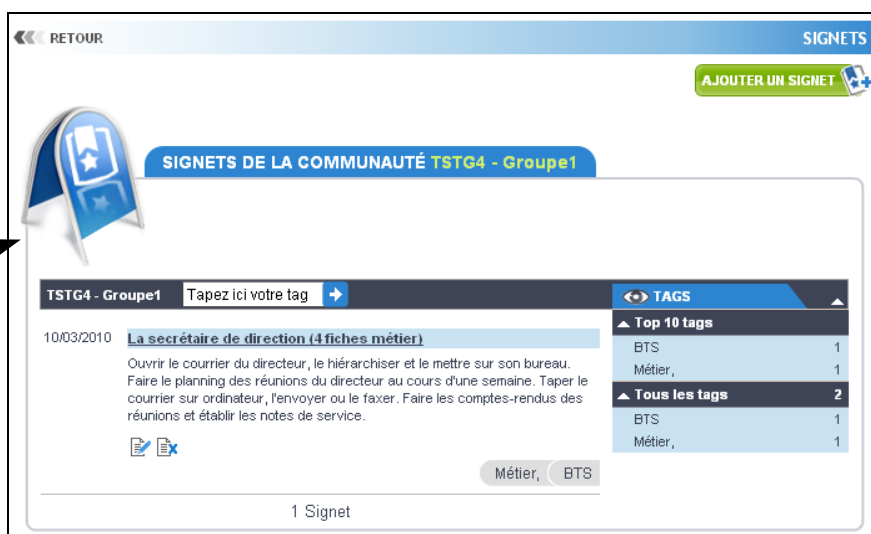 RETOUR
SIGNETS
AJOUTER UN SIGNET
SIGNETS DE LA COMMUNAUTÉ TSTG4 - Groupe1
TSTG4 - Groupe1 Tapez ici votre tag
10/03/2010 La secrétaire de direction (4 fiches métier)
Ouvrir le courrier du directeur, le hiérarchiser et le mettre sur son bureau.
Faire le planning des réunions du directeur au cours d'une semaine. Taper le
courrier sur ordinateur, l'envoyer ou le faxer. Faire les comptes-rendus des
réunions et établir les notes de service.
Métier, BTS
1 Signet
TAGS
Top 10 tags
BTS 1
Métier, 1
Tous les tags 2
BTS 1
Métier, 1